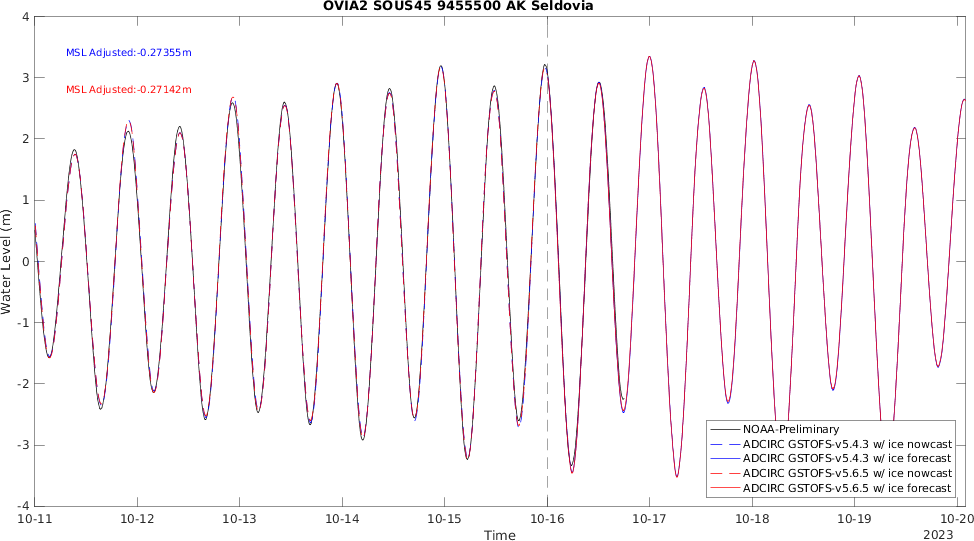 OVIA2 SOUS45 9455500 AK Seldovia
MSL Adjusted:-0.27355m
MSL Adjusted:-0.27142m
Water Level (m)
4
3
2
1
0
-1
-2
-3
-4
NOAA-Preliminary
ADCIRC GSTOFS-v5.4.3 w/ ice nowcast
ADCIRC GSTOFS-v5.4.3 w/ ice forecast
ADCIRC GSTOFS-v5.6.5 w/ ice nowcast
ADCIRC GSTOFS-v5.6.5 w/ ice forecast
10-11 10-12 10-13 10-14 10-15 10-16 10-17 10-18 10-19 10-20
Time
2023